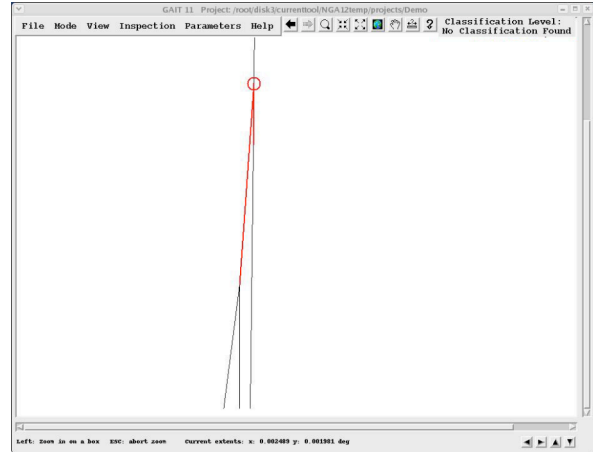 GAIT 11 Project: /root/disk3/currenttool/NGA12temp/projects/Demo
File Mode View Inspection Parameters Help ? Classification Level:
No Classification Found
Left: Zoom in on a box ESC: abort zoom Current extents: x: 0.002489 y: 0.001901 deg